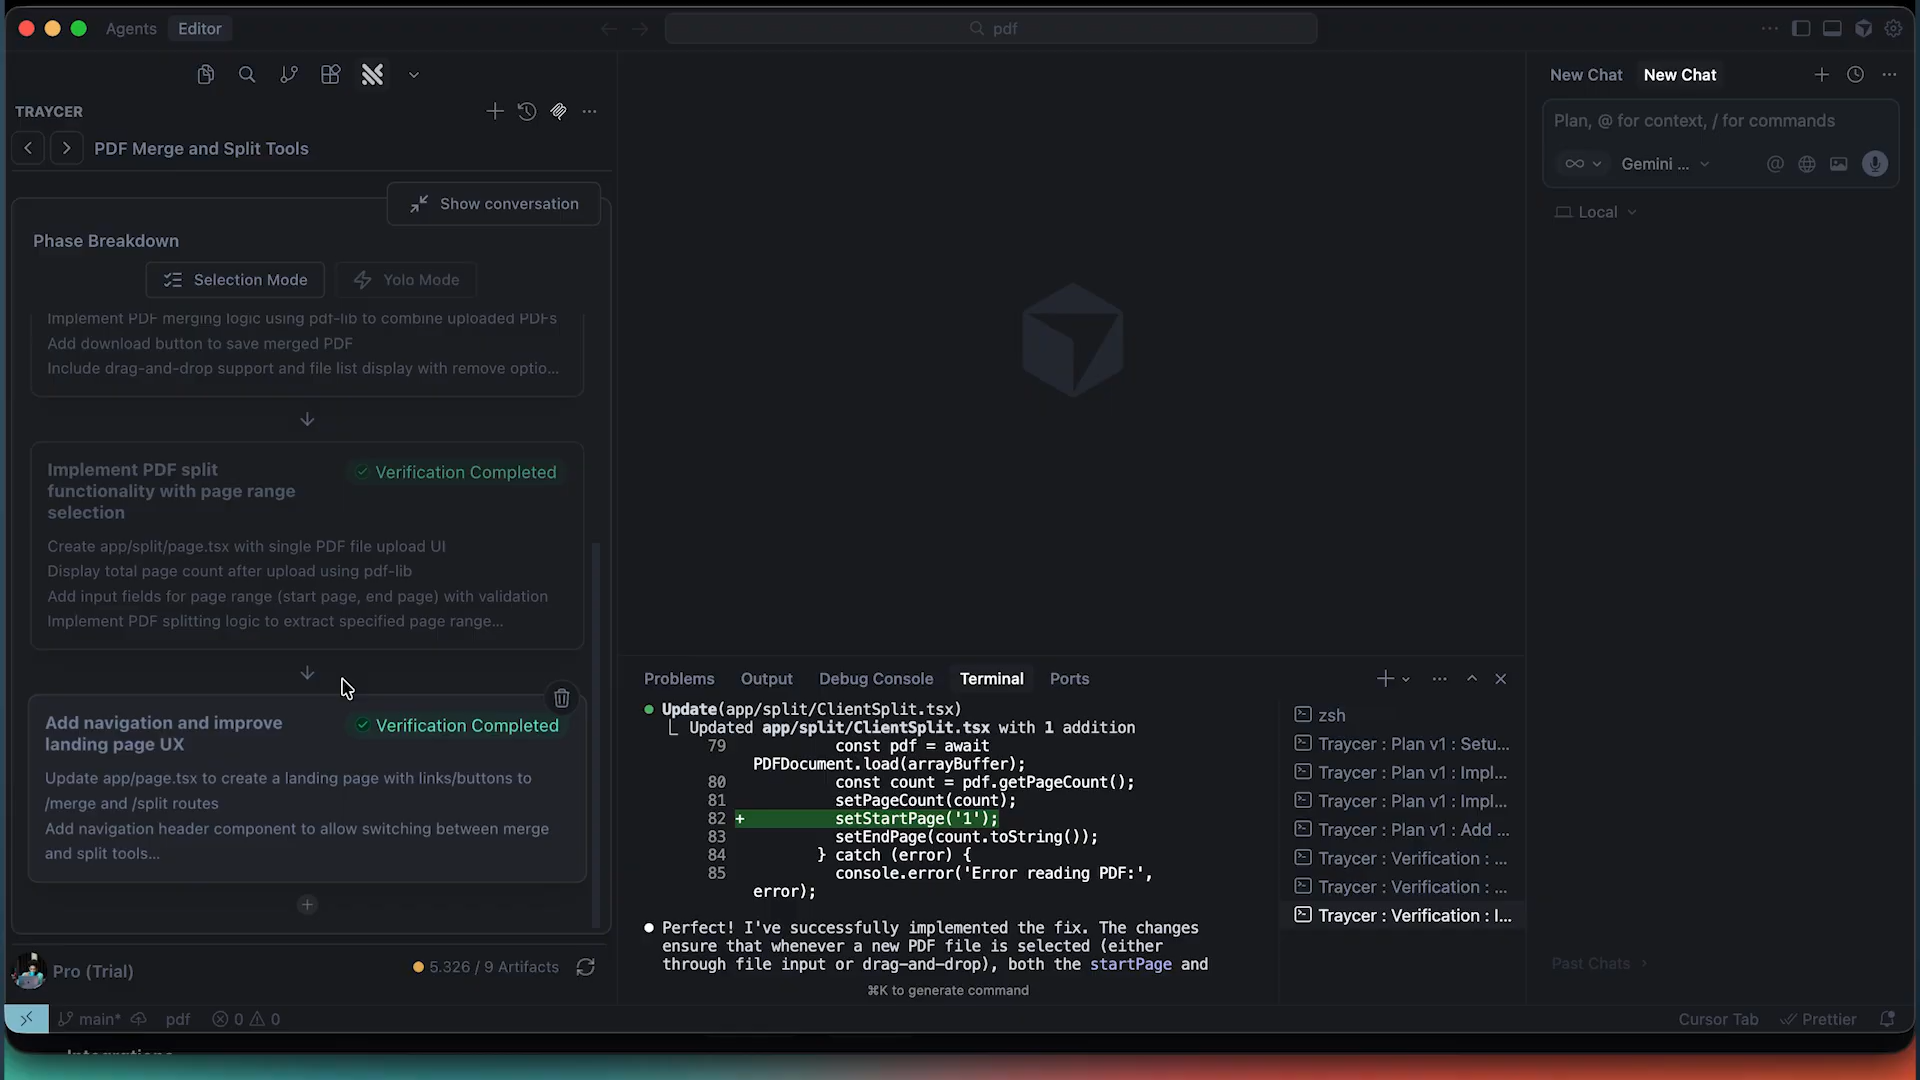 Agents
Editor
pdf
TRAYCER
PDF Merge and Split Tools
Show conversation
Phase Breakdown
Selection Mode
Yolo Mode
Implement PDF merging logic using pdf-lib to combine uploaded PDFs
Add download button to save merged PDF
Include drag-and-drop support and file list display with remove optio...
Implement PDF split
functionality with page range
selection
Verification Completed
Create app/split/page.tsx with single PDF file upload UI
Display total page count after upload using pdf-lib
Add input fields for page range (start page, end page) with validation
Implement PDF splitting logic to extract specified page range...
Add navigation and improve
landing page UX
Verification Completed
Update app/page.tsx to create a landing page with links/buttons to
/merge and /split routes
Add navigation header component to allow switching between merge
and split tools...
Pro (Trial)
5.326 / 9 Artifacts
Problems
Output
Debug Console
Terminal
Ports
Update(app/split/ClientSplit.tsx)
Updated app/split/ClientSplit.tsx with 1 addition
79 const pdf = await
PDFDocument.load(arrayBuffer);
80 const count = pdf.getPageCount();
81 setPageCount(count);
82 + setStartPage('1');
83 setEndPage(count.toString());
84 } catch (error) {
85 console.error('Error reading PDF:',
error);
Perfect! I've successfully implemented the fix. The changes
ensure that whenever a new PDF file is selected (either
through file input or drag-and-drop), both the startPage and
⌘K to generate command
zsh
Traycer : Plan v1 : Setu...
Traycer : Plan v1 : Impl...
Traycer : Plan v1 : Impl...
Traycer : Plan v1 : Add ...
Traycer : Verification : ...
Traycer : Verification : ...
Traycer : Verification : I...
New Chat
New Chat
Plan, @ for context, / for commands
Gemini ...
Local
Past Chats
main*
pdf
0
0
Cursor Tab
Prettier
Integrations